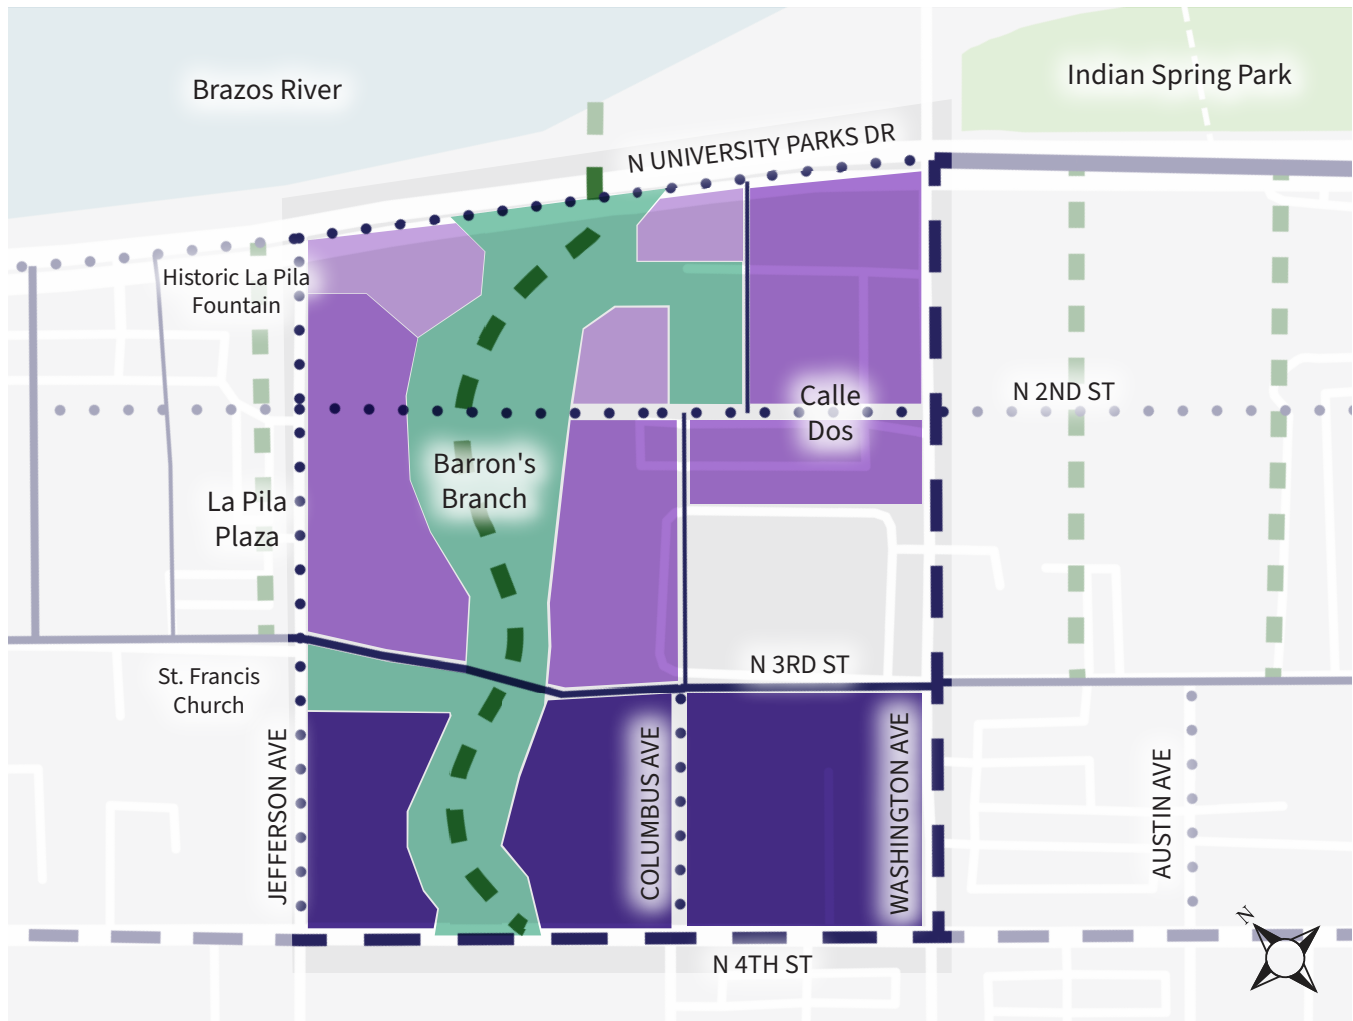 Brazos River
Indian Spring Park
N UNIVERSITY PARKS DR
Historic La Pila
Fountain
N 2ND ST
Calle
Dos
Barron's
Branch
La Pila
Plaza
N 3RD ST
St. Francis
Church
JEFFERSON AVE
COLUMBUS AVE
WASHINGTON AVE
AUSTIN AVE
N
N 4TH ST